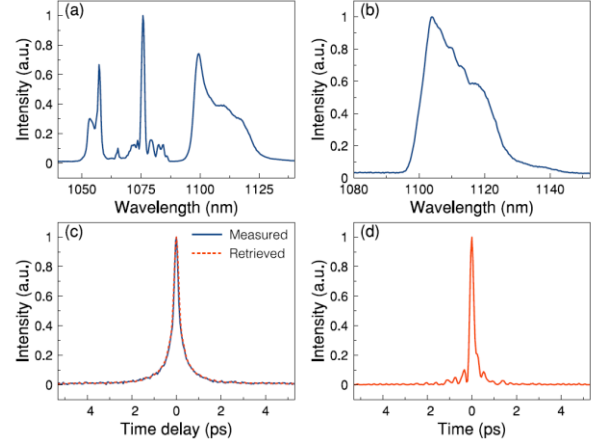 (a)
Intensity (a.u.)
1
0.8
0.6
0.4
0.2
0
1050 1075 1100 1125
Wavelength (nm)
(b)
Intensity (a.u.)
1
0.8
0.6
0.4
0.2
0
1080 1100 1120 1140
Wavelength (nm)
(c)
Measured
Retrieved
Intensity (a.u.)
1
0.8
0.6
0.4
0.2
0
4 2 0 2 4
Time delay (ps)
(d)
Intensity (a.u.)
1
0.8
0.6
0.4
0.2
0
4 2 0 2 4
Time (ps)